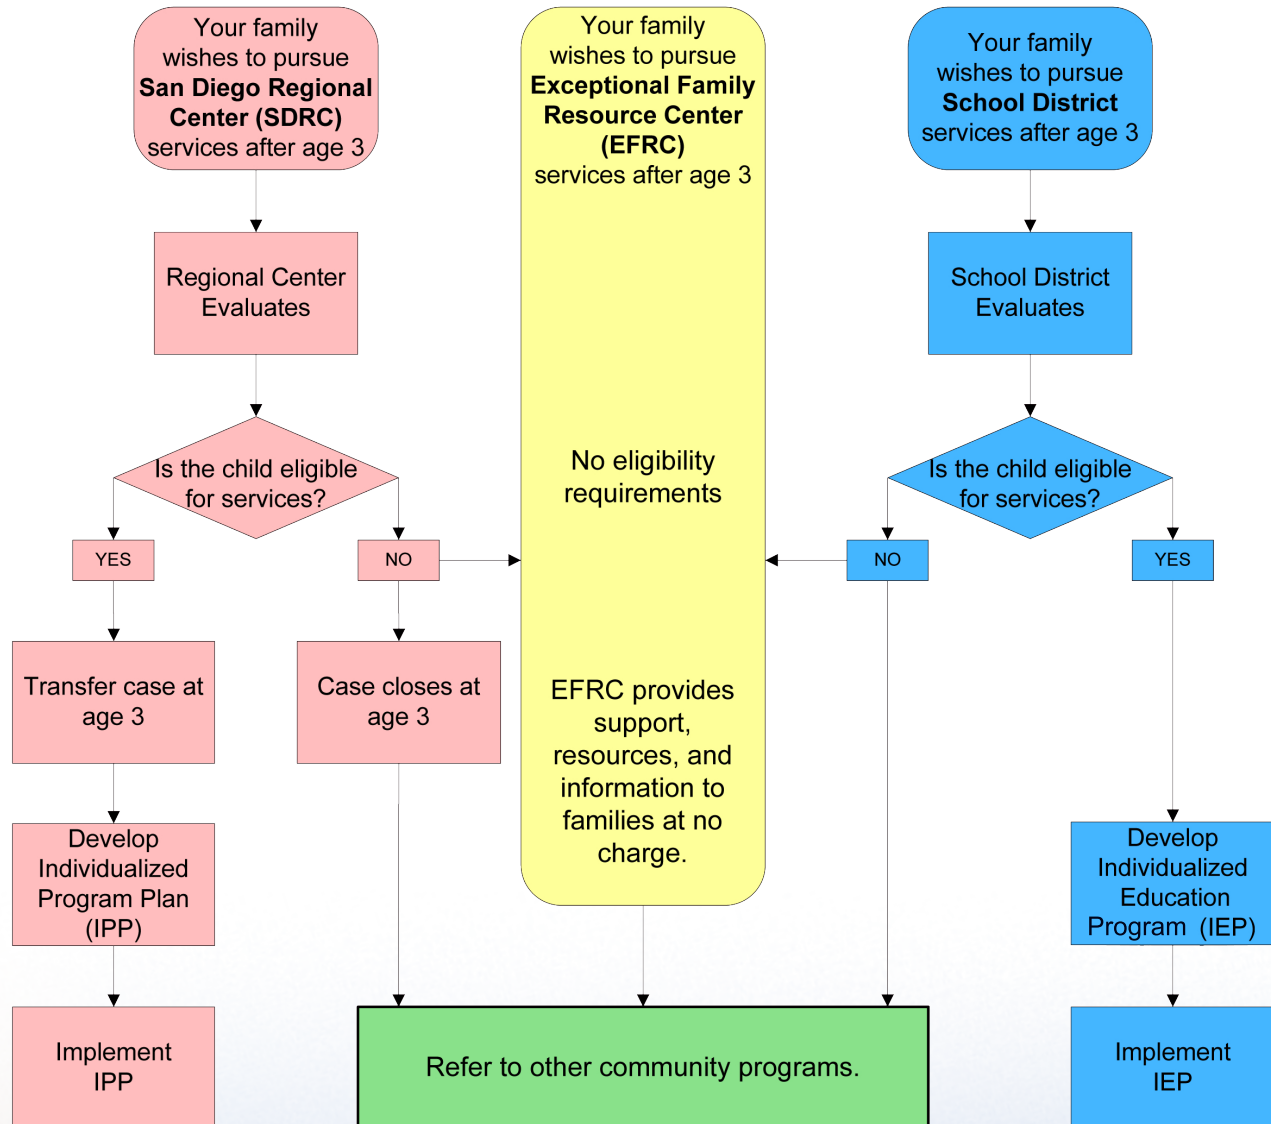 Your family
wishes to pursue
San Diego Regional
Center (SDRC)
services after age 3
Your family
wishes to pursue
Exceptional Family
Resource Center
(EFRC)
services after age 3
Your family
wishes to pursue
School District
services after age 3
Regional Center
Evaluates
School District
Evaluates
Is the child eligible
for services?
No eligibility
requirements
Is the child eligible
for services?
YES
NO
NO
YES
Transfer case at
age 3
Case closes at
age 3
EFRC provides
support,
resources, and
information to
families at no
charge.
Develop
Individualized
Program Plan
(IPP)
Develop
Individualized
Education
Program (IEP)
Implement
IPP
Refer to other community programs.
Implement
IEP